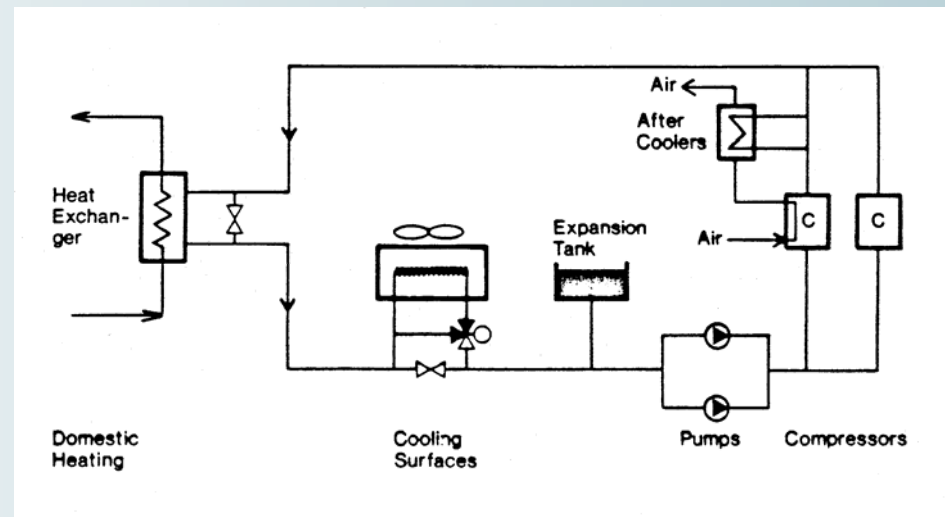 Air
After
Coolers
Heat
Exchan-
ger
Expansion
Tank
Air
C
C
Domestic
Heating
Cooling
Surfaces
Pumps
Compressors